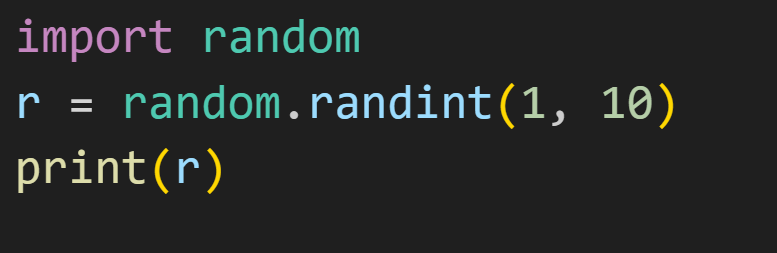 import random
r = random.randint(1, 10)
print(r)